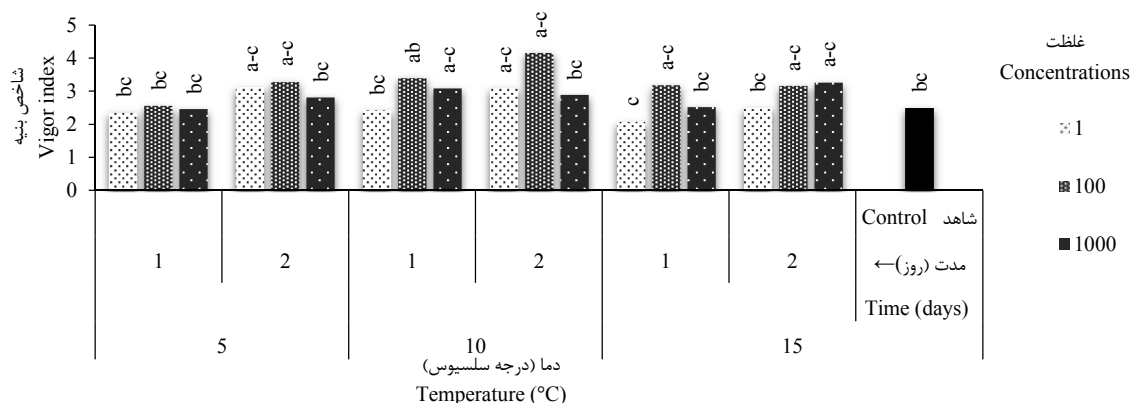 شاخص بنیه
Vigor index
5
4
3
2
1
0
bc bc bc a-c a-c bc bc ab a-c a-c a-c bc c a-c bc bc a-c a-c bc
غلظت
Concentrations
1
100
1000
شاهد Control
1 2 1 2 1 2 مدت (روز)←
Time (days)
5 10 15
دما (درجه سلسیوس)
Temperature (°C)